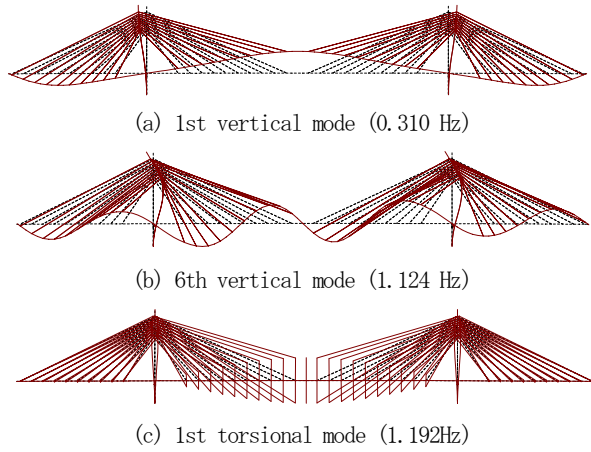 (a) 1st vertical mode (0.310 Hz)
(b) 6th vertical mode (1.124 Hz)
(c) 1st torsional mode (1.192Hz)